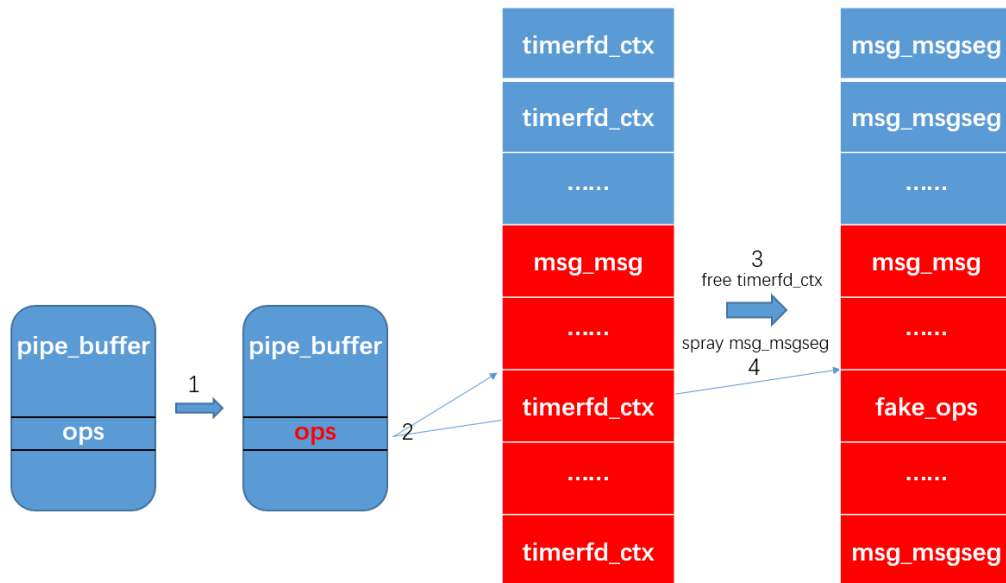 pipe_buffer
ops
1
pipe_buffer
ops
2
timerfd_ctx
timerfd_ctx
......
msg_msg
......
timerfd_ctx
......
timerfd_ctx
3
free timerfd_ctx
spray msg_msgseg
4
msg_msgseg
msg_msgseg
......
msg_msg
......
fake_ops
......
msg_msgseg